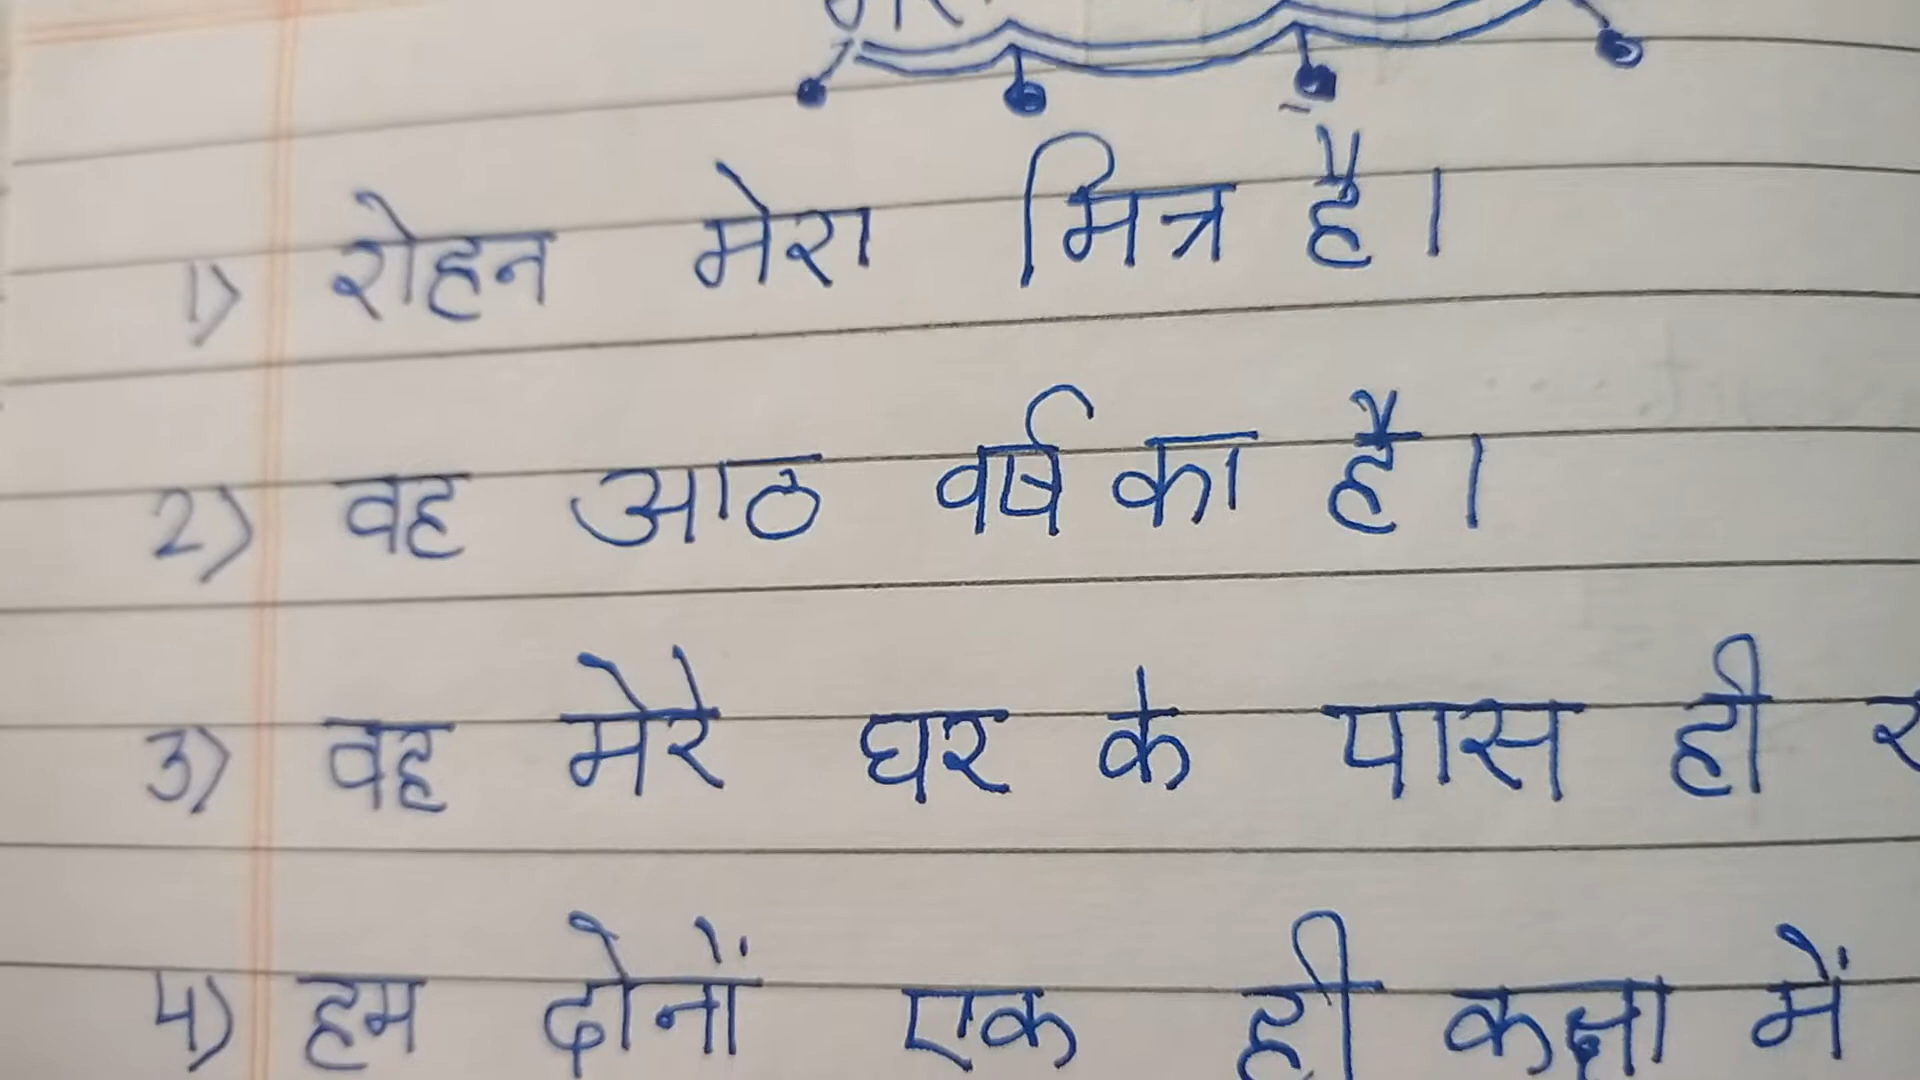 1) रोहन मेरा मित्र है।
2) वह आठ वर्ष का है।
3) वह मेरे घर के पास ही
4) हम दोनों एक ही कक्षा में